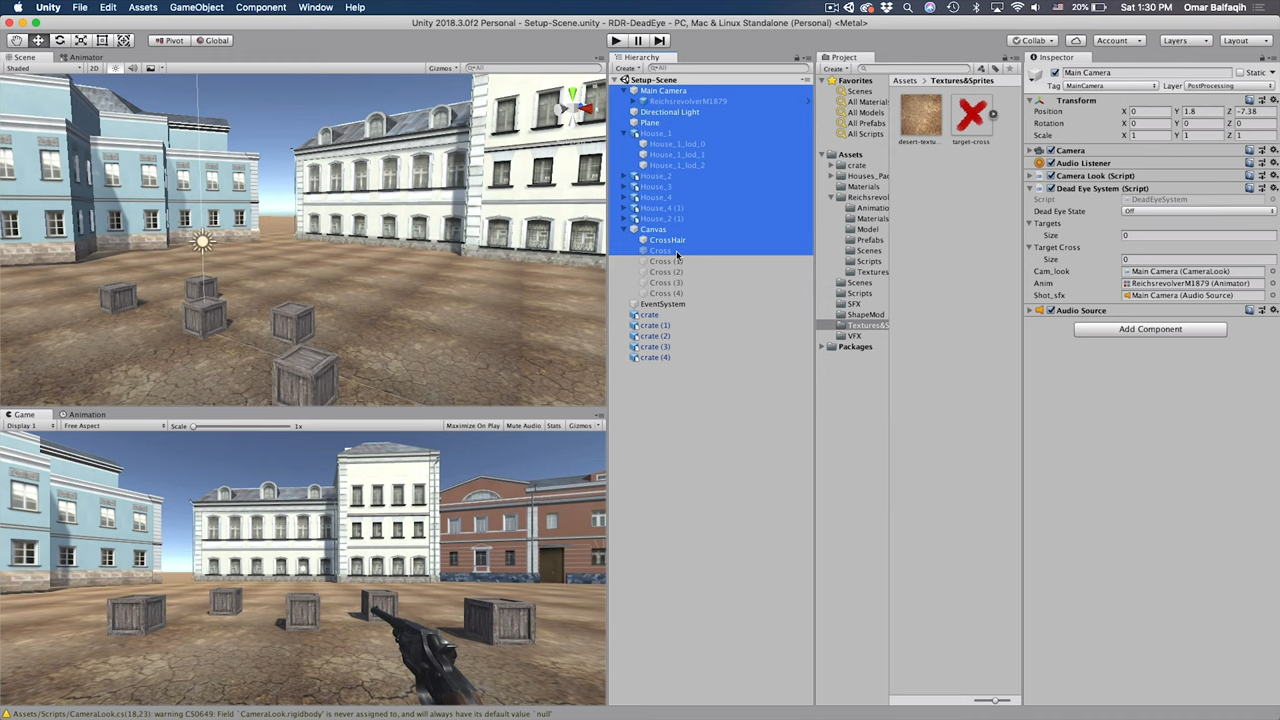 Unity File Edit Assets GameObject Component Window Help 20% Sat 1:30 PM Omar Balfaqih
Unity 2018.3.0f2 Personal - Setup-Scene.unity - RDR-DeadEye - PC, Mac & Linux Standalone (Personal) <Metal>
Pivot Global Collab Account Layers Layout
Scene Animator
Shaded 2D Gizmos All
Hierarchy
Create All
Setup-Scene
Main Camera
ReichsrevolverM1879
Directional Light
Plane
House_1
House_1_lod_0
House_1_lod_1
House_1_lod_2
House_2
House_3
House_4
House_4 (1)
House_2 (1)
Canvas
CrossHair
Cross
Cross
Cross (2)
Cross (3)
Cross (4)
EventSystem
crate
crate (1)
crate (2)
crate (3)
crate (4)
Project
Create
Favorites
Scenes
All Materials
All Models
All Prefabs
All Scripts
Assets
crate
Houses_Pac
Materials
Reichsrevol
Animatio
Materials
Model
Prefabs
Scenes
Scripts
Textures
Scenes
Scripts
SFX
ShapeMod
Textures&S
VFX
Packages
Assets Textures&Sprites
desert-textu... target-cross
Inspector
Main Camera Static
Tag MainCamera Layer PostProcessing
Transform
Position X 0 Y 1.8 Z -7.38
Rotation X 0 Y 0 Z 0
Scale X 1 Y 1 Z 1
Camera
Audio Listener
Camera Look (Script)
Dead Eye System (Script)
Script DeadEyeSystem
Dead Eye State Off
Targets
Size 0
Target Cross
Size 0
Cam_look Main Camera (CameraLook)
Anim ReichsrevolverM1879 (Animator)
Shot_sfx Main Camera (Audio Source)
Audio Source
Add Component
Game Animation
Display 1 Free Aspect Scale 1x Maximize On Play Mute Audio Stats Gizmos
Assets/Scripts/CameraLook.cs(18,23): warning CS0649: Field `CameraLook.rigidbody' is never assigned to, and will always have its default value `null'